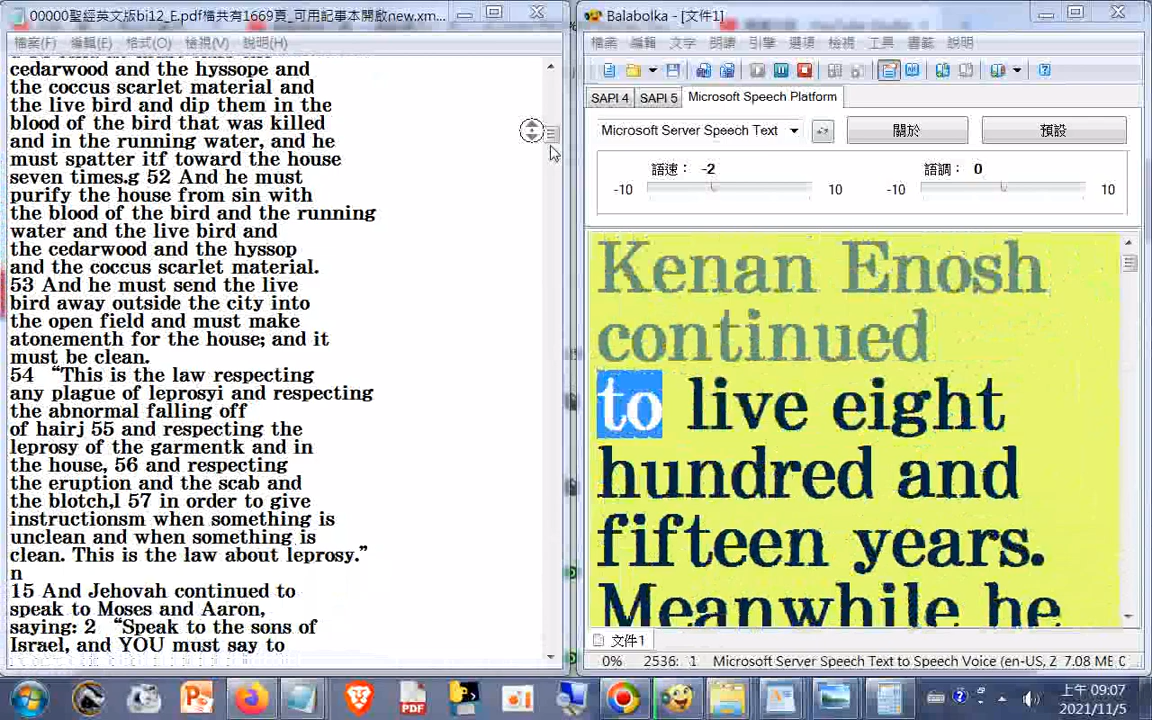 00000聖經英文版bi12_E.pdf檔共有1669頁_可用記事本開啟new.xm...
檔案(F) 編輯(E) 格式(O) 檢視(V) 說明(H)
cedarwood and the hyssope and
the coccus scarlet material and
the live bird and dip them in the
blood of the bird that was killed
and in the running water, and he
must spatter itf toward the house
seven times.g 52 And he must
purify the house from sin with
the blood of the bird and the running
water and the live bird and
the cedarwood and the hyssop
and the coccus scarlet material.
53 And he must send the live
bird away outside the city into
the open field and must make
atonementh for the house; and it
must be clean.
54 “This is the law respecting
any plague of leprosyi and respecting
the abnormal falling off
of hairj 55 and respecting the
leprosy of the garmentk and in
the house, 56 and respecting
the eruption and the scab and
the blotch,l 57 in order to give
instructionsm when something is
unclean and when something is
clean. This is the law about leprosy.”
n
15 And Jehovah continued to
speak to Moses and Aaron,
saying: 2 “Speak to the sons of
Israel, and YOU must say to
Balabolka - [文件1]
檔案 編輯 文字 朗讀 引擎 選項 檢視 工具 書籤 說明
SAPI 4 SAPI 5 Microsoft Speech Platform
Microsoft Server Speech Text 關於 預設
語速： -2 語調： 0
-10 10 -10 10
Kenan Enosh
continued
to live eight
hundred and
fifteen years.
Meanwhile he
文件1
0% 2536: 1 Microsoft Server Speech Text to Speech Voice (en-US, Z 7.08 ME C
上午 09:07
2021/11/5